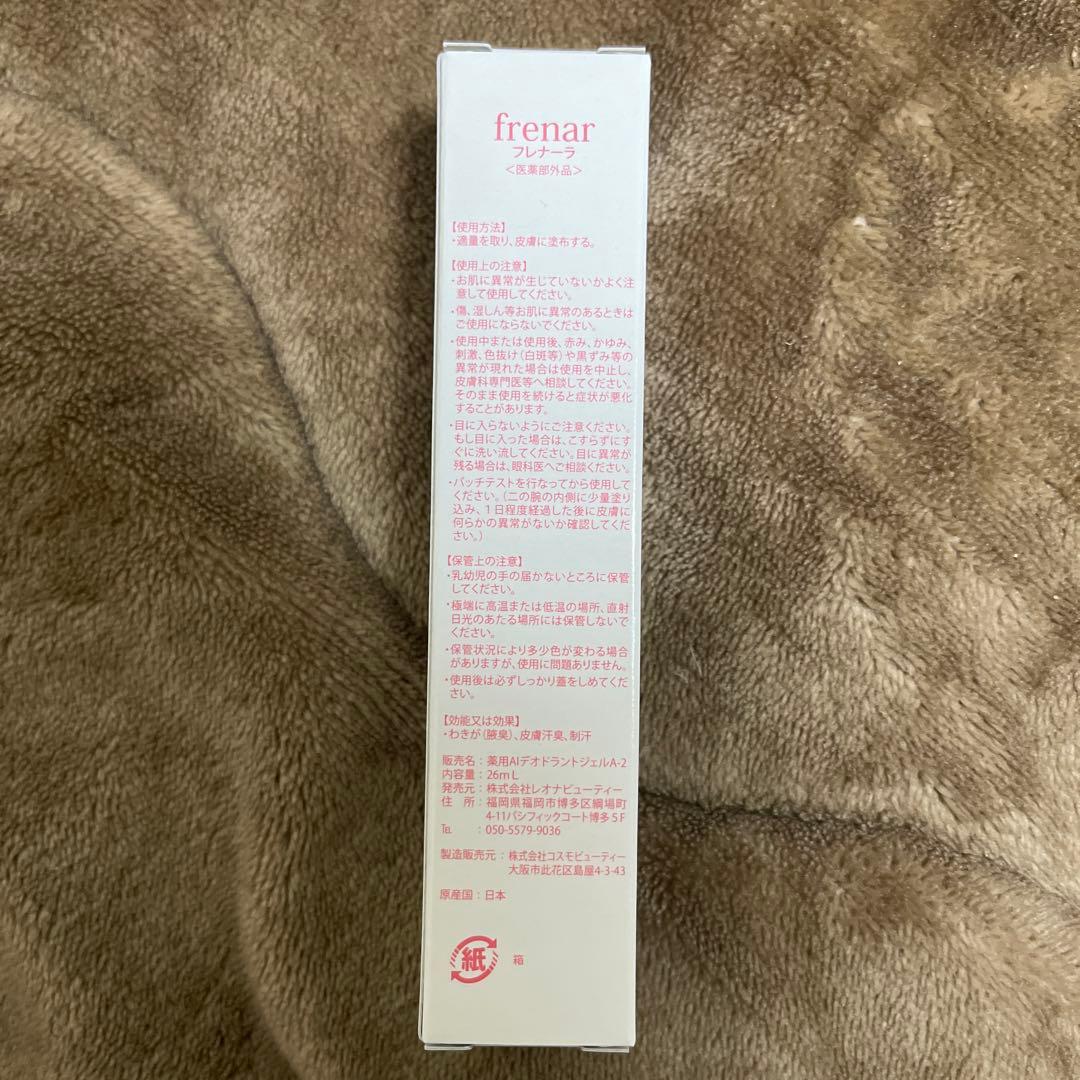 frenar
フレナーラ
＜医薬部外品＞
【使用方法】
・適量を取り、皮膚に塗布する。
【使用上の注意】
・お肌に異常が生じていないかよく注
意して使用してください。
・傷、湿しん等お肌に異常のあるときは
ご使用にならないでください。
・使用中または使用後、赤み、かゆみ、
刺激、色抜け（白斑等）や黒ずみ等の
異常が現れた場合は使用を中止し、
皮膚科専門医等へ相談してください。
そのまま使用を続けると症状が悪化
することがあります。
・目に入らないようにご注意ください。
もし目に入った場合は、こすらずにす
ぐに洗い流してください。目に異常が
残る場合は、眼科医へご相談ください。
・パッチテストを行なってから使用して
ください。（二の腕の内側に少量塗り
込み、1日程度経過した後に皮膚に
何らかの異常がないか確認してくだ
さい。）
【保管上の注意】
・乳幼児の手の届かないところに保管
してください。
・極端に高温または低温の場所、直射
日光のあたる場所には保管しないで
ください。
・保管状況により多少色が変わる場合
がありますが、使用に問題ありません。
・使用後は必ずしっかり蓋をしめてくだ
さい。
【効能又は効果】
・わきが（腋臭）、皮膚汗臭、制汗
販売名：薬用AIデオドラントジェルA-2
内容量：26mL
発売元：株式会社レオナビューティー
住　所：福岡県福岡市博多区綱場町
4-11パシフィックコート博多5F
℡　：050-5579-9036
製造販売元：株式会社コスモビューティー
大阪市此花区島屋4-3-43
原産国：日本
紙 箱